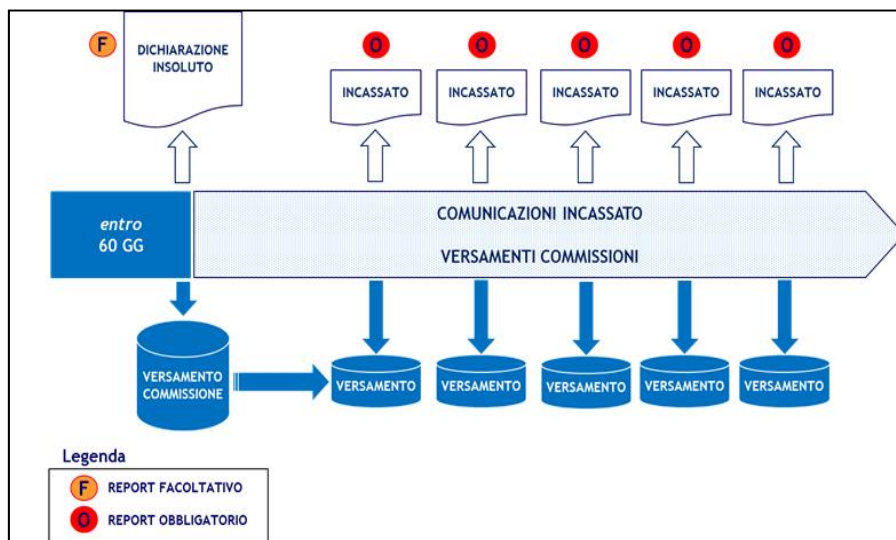 F
DICHIARAZIONE
INSOLUTO
O
O
O
O
O
INCASSATO
INCASSATO
INCASSATO
INCASSATO
INCASSATO
entro
60 GG
COMUNICAZIONI INCASSATO
VERSAMENTI COMMISSIONI
VERSAMENTO
COMMISSIONE
VERSAMENTO
VERSAMENTO
VERSAMENTO
VERSAMENTO
VERSAMENTO
Legenda
F REPORT FACOLTATIVO
O REPORT OBBLIGATORIO